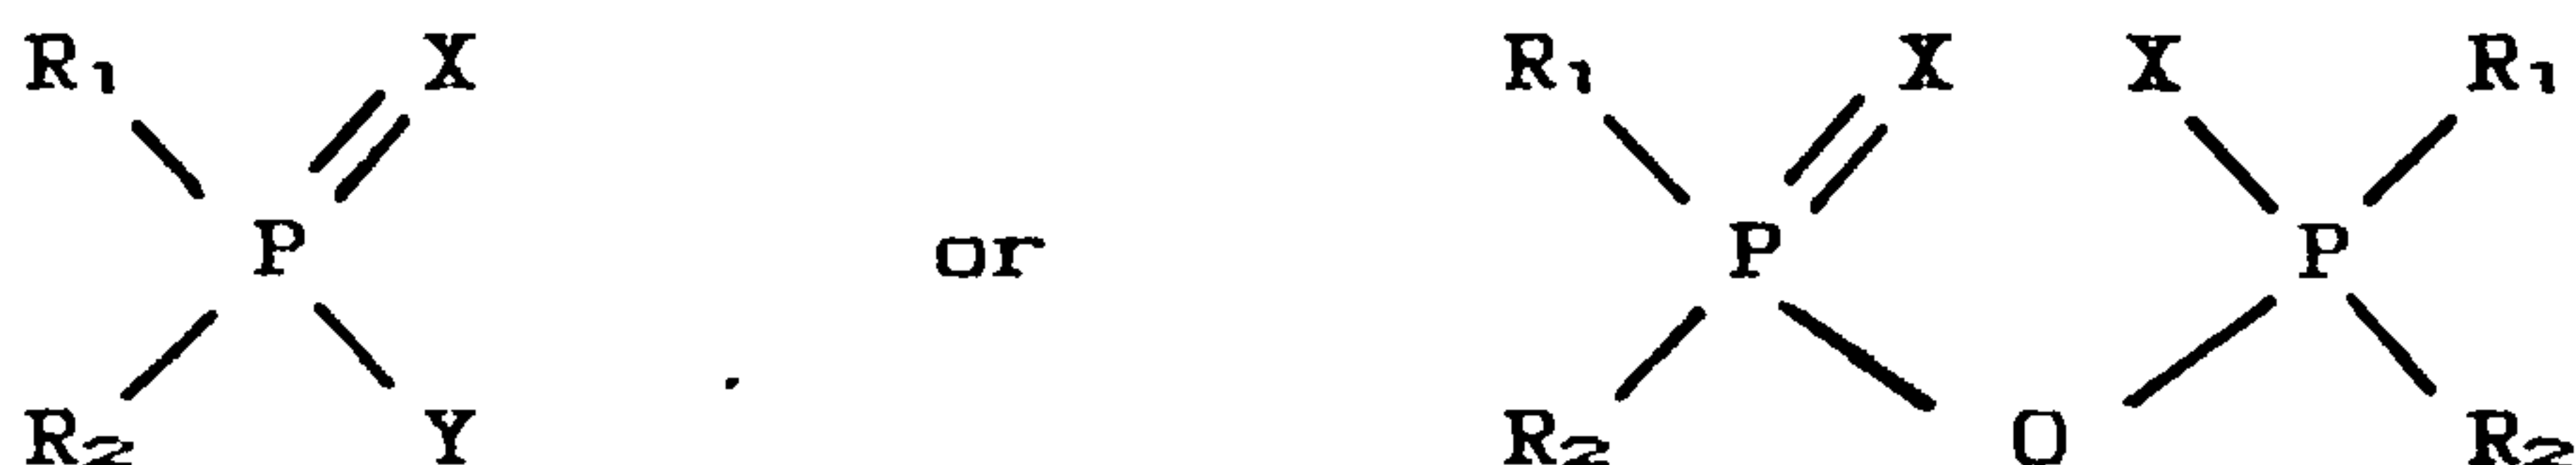 R₁ X R₁ X X R₁
P or P P
R₂ Y R₂ O R₂